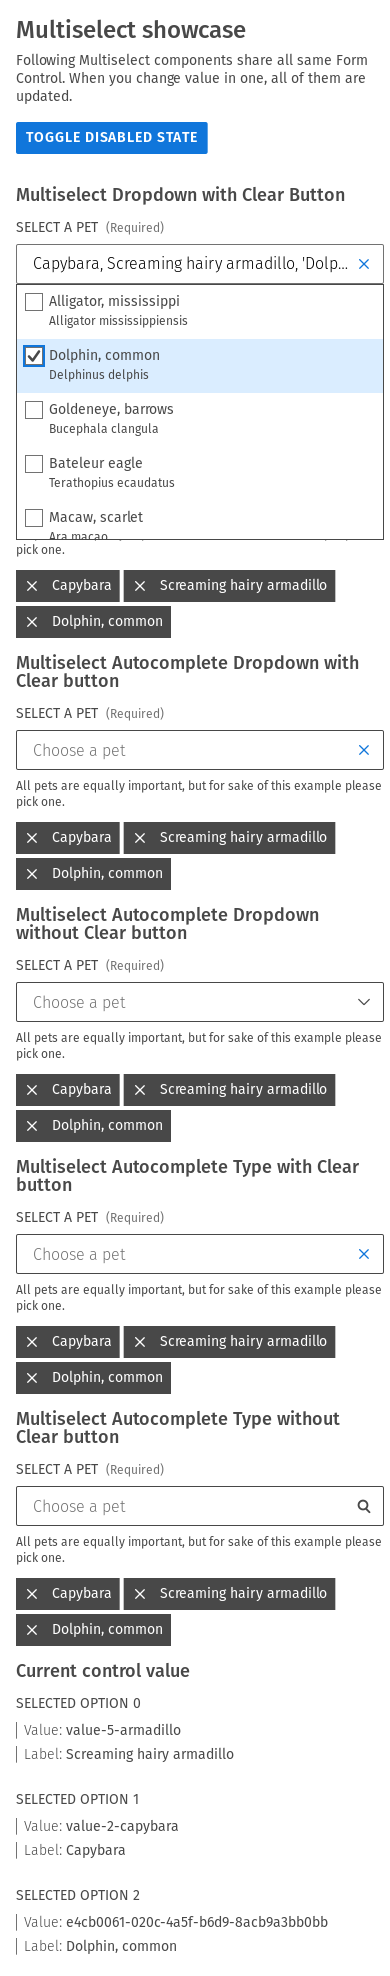 Multiselect showcase
Following Multiselect components share all same Form
Control. When you change value in one, all of them are
updated.
TOGGLE DISABLED STATE
Multiselect Dropdown with Clear Button
SELECT A PET (Required)
Capybara, Screaming hairy armadillo, 'Dolp...
Alligator, mississippi
Alligator mississippiensis
Dolphin, common
Delphinus delphis
Goldeneye, barrows
Bucephala clangula
Bateleur eagle
Terathopius ecaudatus
Macaw, scarlet
Ara macao
pick one.
Capybara Screaming hairy armadillo
Dolphin, common
Multiselect Autocomplete Dropdown with
Clear button
SELECT A PET (Required)
Choose a pet
All pets are equally important, but for sake of this example please
pick one.
Capybara Screaming hairy armadillo
Dolphin, common
Multiselect Autocomplete Dropdown
without Clear button
SELECT A PET (Required)
Choose a pet
All pets are equally important, but for sake of this example please
pick one.
Capybara Screaming hairy armadillo
Dolphin, common
Multiselect Autocomplete Type with Clear
button
SELECT A PET (Required)
Choose a pet
All pets are equally important, but for sake of this example please
pick one.
Capybara Screaming hairy armadillo
Dolphin, common
Multiselect Autocomplete Type without
Clear button
SELECT A PET (Required)
Choose a pet
All pets are equally important, but for sake of this example please
pick one.
Capybara Screaming hairy armadillo
Dolphin, common
Current control value
SELECTED OPTION 0
Value: value-5-armadillo
Label: Screaming hairy armadillo
SELECTED OPTION 1
Value: value-2-capybara
Label: Capybara
SELECTED OPTION 2
Value: e4cb0061-020c-4a5f-b6d9-8acb9a3bb0bb
Label: Dolphin, common